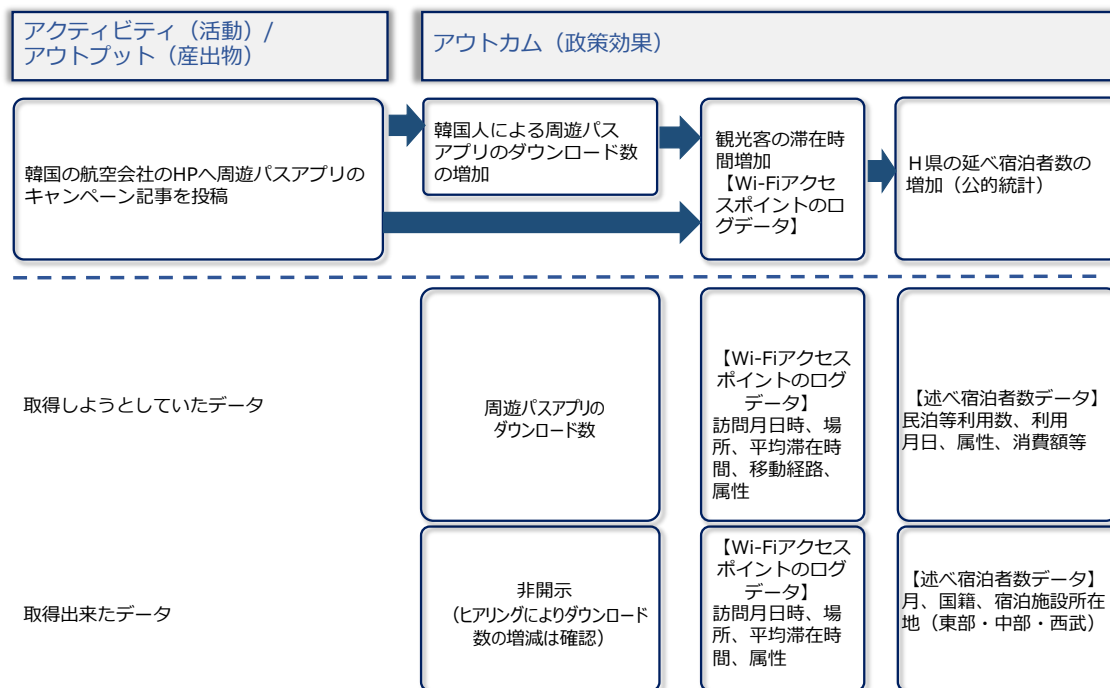 アクティビティ（活動）/
アウトプット（産出物）
アウトカム（政策効果）
韓国の航空会社のHPへ周遊パスアプリの
キャンペーン記事を投稿
韓国人による周遊パス
アプリのダウンロード数
の増加
観光客の滞在時
間増加
【Wi-Fiアクセ
スポイントのロ
グデータ】
Ｈ県の延べ宿泊者数の
増加（公的統計）
取得しようとしていたデータ
周遊パスアプリの
ダウンロード数
【Wi-Fiアクセス
ポイントのログ
データ】
訪問月日時、場
所、平均滞在時
間、移動経路、
属性
【述べ宿泊者数データ】
民泊等利用数、利用
月日、属性、消費額等
取得出来たデータ
非開示
（ヒアリングによりダウンロード
数の増減は確認）
【Wi-Fiアクセス
ポイントのログ
データ】
訪問月日時、場
所、平均滞在時
間、属性
【述べ宿泊者数データ】
月、国籍、宿泊施設所在
地（東部・中部・西武）